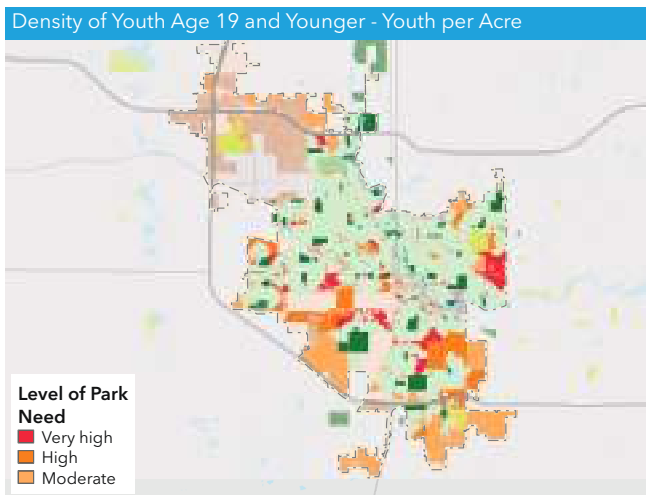 Density of Youth Age 19 and Younger - Youth per Acre
Level of Park
Need
Very high
High
Moderate